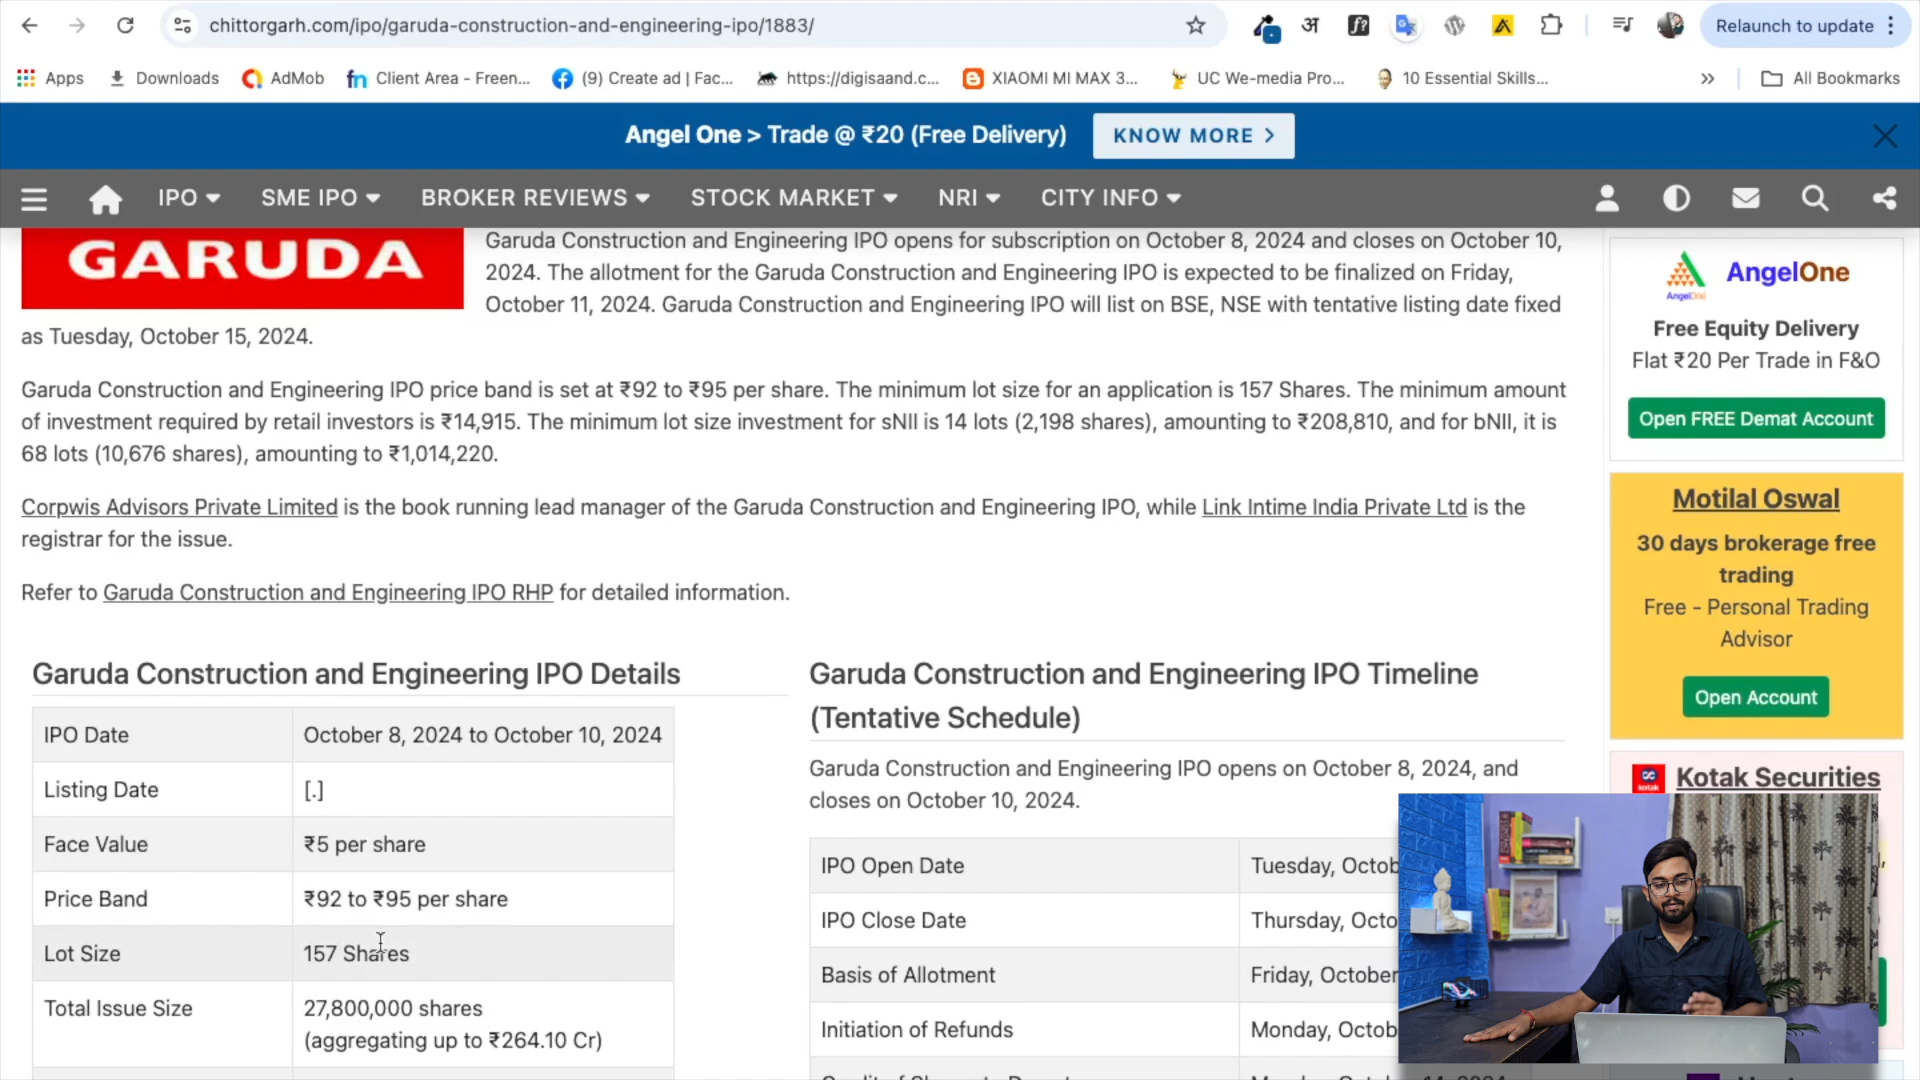 chittorgarh.com/ipo/garuda-construction-and-engineering-ipo/1883/
अ
f?
Relaunch to update
Apps
Downloads
AdMob
fn Client Area - Freen...
(9) Create ad | Fac...
https://digisaand.c...
XIAOMI MI MAX 3...
UC We-media Pro...
10 Essential Skills...
»
All Bookmarks
Angel One > Trade @ ₹20 (Free Delivery)
KNOW MORE >
IPO
SME IPO
BROKER REVIEWS
STOCK MARKET
NRI
CITY INFO
GARUDA
Garuda Construction and Engineering IPO opens for subscription on October 8, 2024 and closes on October 10,
2024. The allotment for the Garuda Construction and Engineering IPO is expected to be finalized on Friday,
October 11, 2024. Garuda Construction and Engineering IPO will list on BSE, NSE with tentative listing date fixed
as Tuesday, October 15, 2024.
Garuda Construction and Engineering IPO price band is set at ₹92 to ₹95 per share. The minimum lot size for an application is 157 Shares. The minimum amount
of investment required by retail investors is ₹14,915. The minimum lot size investment for sNII is 14 lots (2,198 shares), amounting to ₹208,810, and for bNII, it is
68 lots (10,676 shares), amounting to ₹1,014,220.
Corpwis Advisors Private Limited is the book running lead manager of the Garuda Construction and Engineering IPO, while Link Intime India Private Ltd is the
registrar for the issue.
Refer to Garuda Construction and Engineering IPO RHP for detailed information.
Garuda Construction and Engineering IPO Details
IPO Date October 8, 2024 to October 10, 2024
Listing Date [.]
Face Value ₹5 per share
Price Band ₹92 to ₹95 per share
Lot Size 157 Shares
Total Issue Size 27,800,000 shares
(aggregating up to ₹264.10 Cr)
Garuda Construction and Engineering IPO Timeline
(Tentative Schedule)
Garuda Construction and Engineering IPO opens on October 8, 2024, and
closes on October 10, 2024.
IPO Open Date Tuesday, Octob
IPO Close Date Thursday, Octo
Basis of Allotment Friday, October
Initiation of Refunds Monday, Octob
AngelOne
AngelOne
Free Equity Delivery
Flat ₹20 Per Trade in F&O
Open FREE Demat Account
Motilal Oswal
30 days brokerage free
trading
Free - Personal Trading
Advisor
Open Account
kotak
Kotak Securities